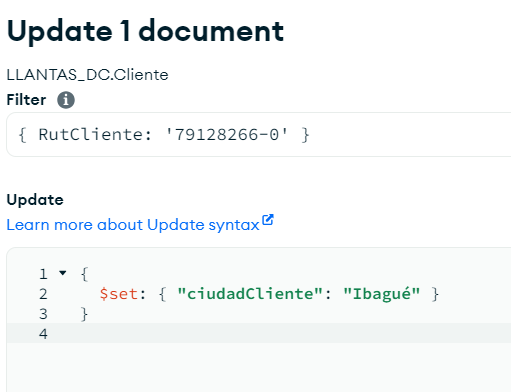 Update 1 document
LLANTAS_DC.Cliente
Filter
{ RutCliente: '79128266-0' }
Update
Learn more about Update syntax
1 {
2 $set: { "ciudadCliente": "Ibagué" }
3 }
4